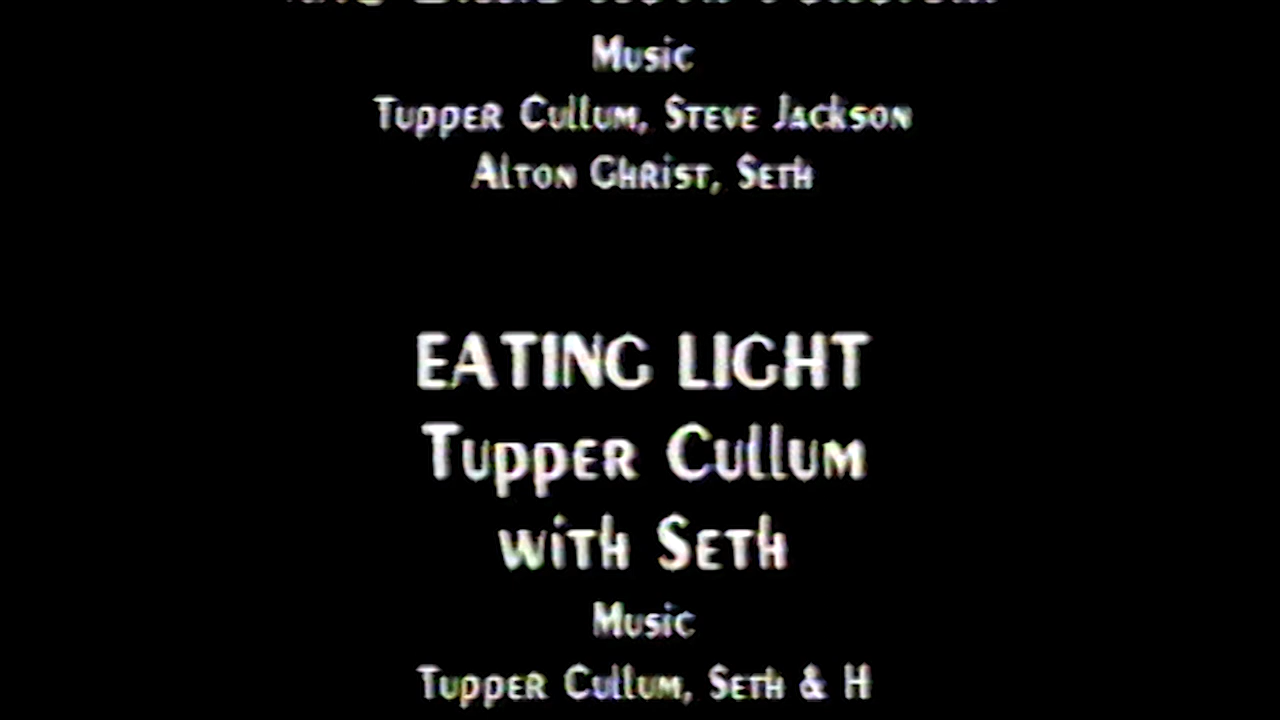 Music
Tupper Cullum, Steve Jackson
Alton Christ, Seth
EATING LIGHT
Tupper Cullum
with Seth
Music
Tupper Cullum, Seth & H